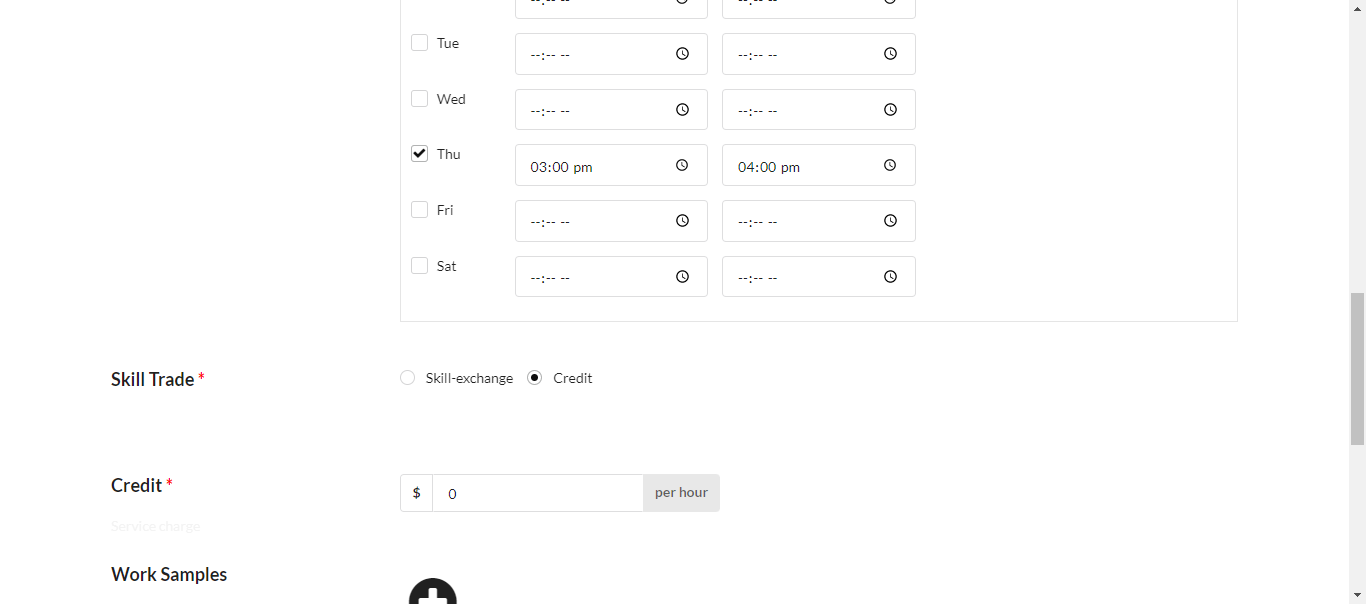 --:-- -- --:-- --
Tue --:-- -- --:-- --
Wed --:-- -- --:-- --
Thu 03:00 pm 04:00 pm
Fri --:-- -- --:-- --
Sat --:-- -- --:-- --
Skill Trade * Skill-exchange Credit
Credit * $ 0 per hour
Service charge
Work Samples